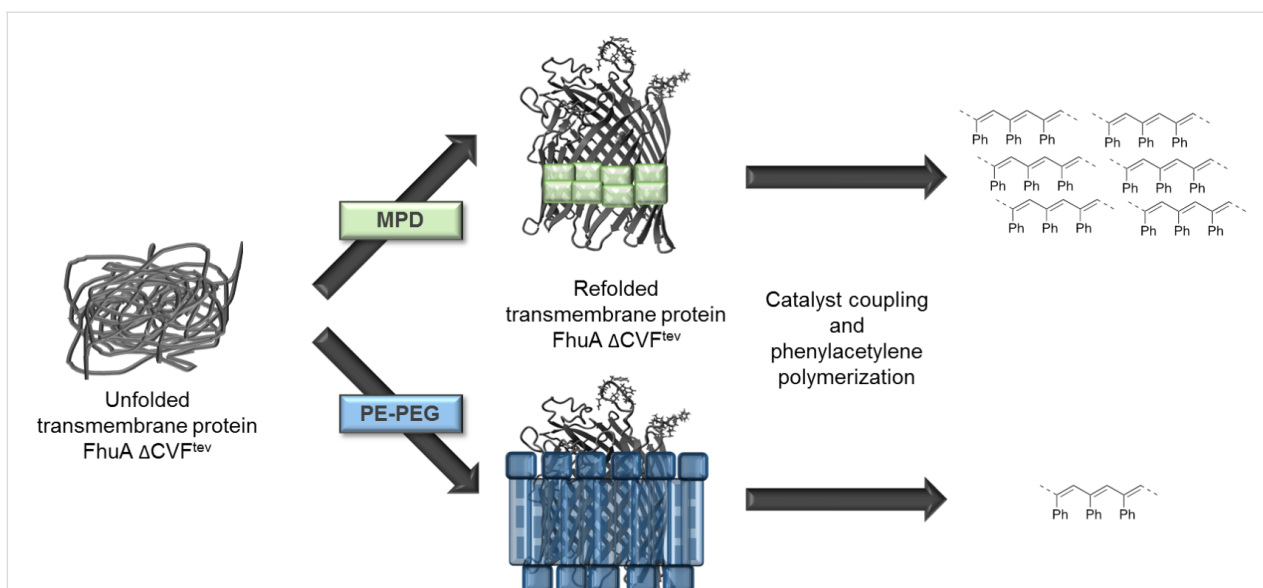 MPD
PE-PEG
Unfolded
transmembrane protein
FhuA ΔCVFtev
Refolded
transmembrane protein
FhuA ΔCVFtev
Catalyst coupling
and
phenylacetylene
polymerization
Ph Ph Ph Ph Ph Ph
Ph Ph Ph Ph Ph Ph
Ph Ph Ph Ph Ph Ph
Ph Ph Ph